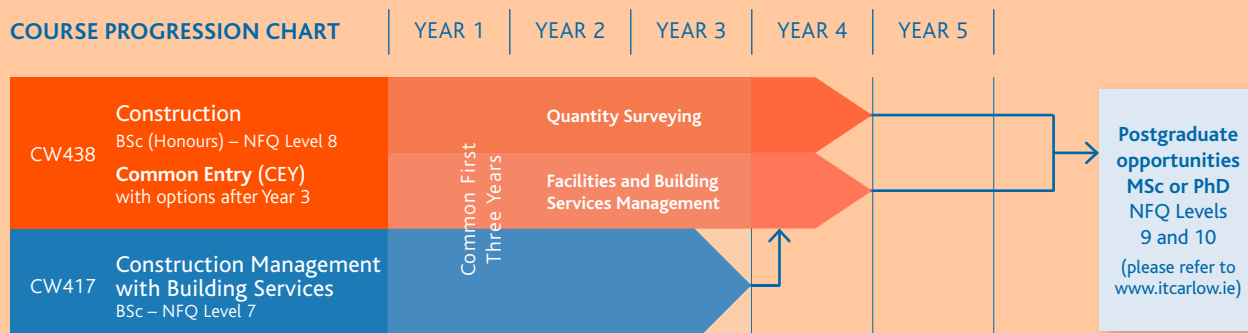 COURSE PROGRESSION CHART
YEAR 1
YEAR 2
YEAR 3
YEAR 4
YEAR 5
CW438
Construction
BSc (Honours) – NFQ Level 8
Common Entry (CEY)
with options after Year 3
Common First
Three Years
Quantity Surveying
Facilities and Building
Services Management
CW417
Construction Management
with Building Services
BSc – NFQ Level 7
Postgraduate
opportunities
MSc or PhD
NFQ Levels
9 and 10
(please refer to
www.itcarlow.ie)